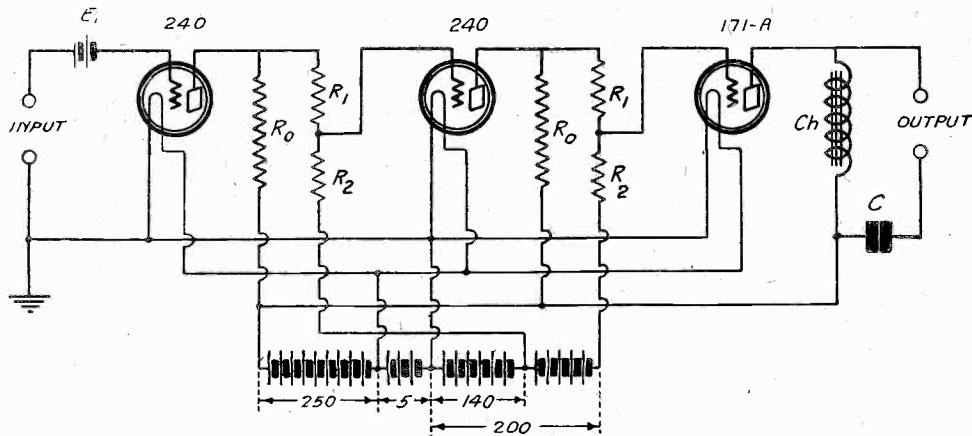 E1
240
240
171-A
INPUT
R0
R1
R2
R0
R1
R2
Ch
OUTPUT
C
250
5
140
200